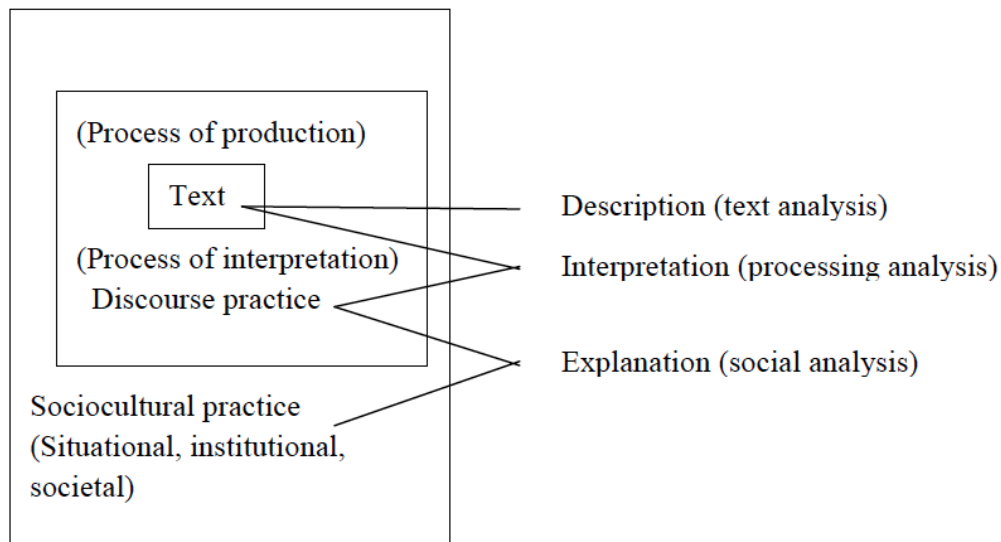 (Process of production)
Text
(Process of interpretation)
Discourse practice
Sociocultural practice
(Situational, institutional,
societal)
Description (text analysis)
Interpretation (processing analysis)
Explanation (social analysis)